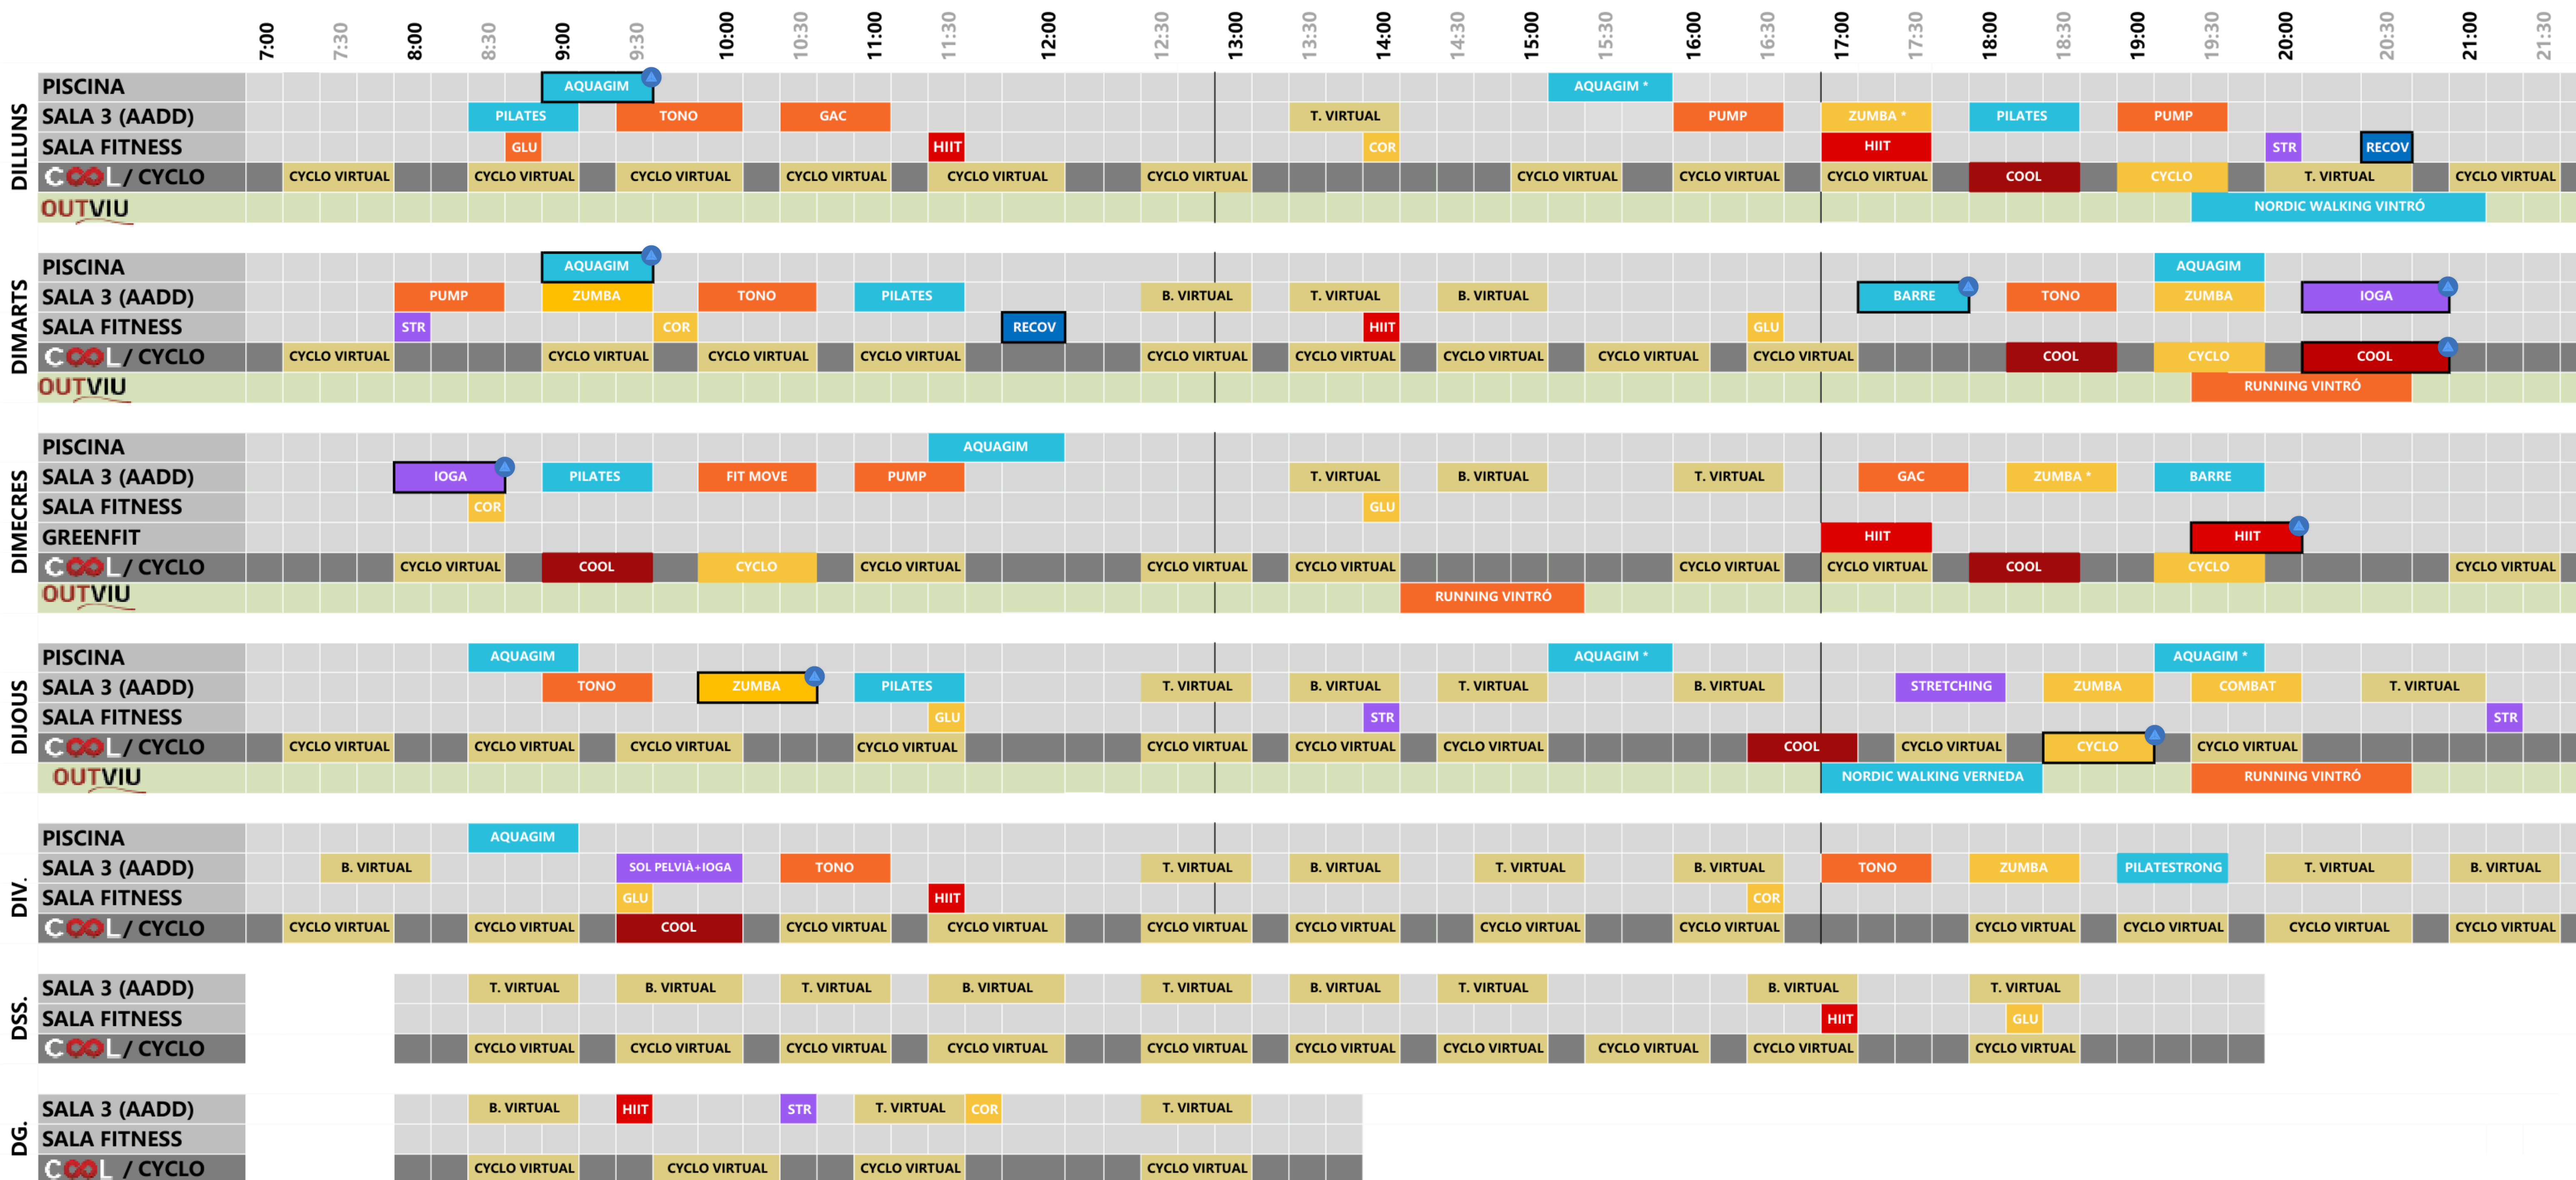 7:00 7:30 8:00 8:30 9:00 9:30 10:00 10:30 11:00 11:30 12:00 12:30 13:00 13:30 14:00 14:30 15:00 15:30 16:00 16:30 17:00 17:30 18:00 18:30 19:00 19:30 20:00 20:30 21:00 21:30
DILLUNS
PISCINA AQUAGIM AQUAGIM *
SALA 3 (AADD) PILATES TONO GAC T. VIRTUAL PUMP ZUMBA * PILATES PUMP
SALA FITNESS GLU HIIT COR HIIT STR RECOV
COOL / CYCLO CYCLO VIRTUAL CYCLO VIRTUAL CYCLO VIRTUAL CYCLO VIRTUAL CYCLO VIRTUAL CYCLO VIRTUAL CYCLO VIRTUAL CYCLO VIRTUAL CYCLO VIRTUAL COOL CYCLO T. VIRTUAL CYCLO VIRTUAL
OUTVIU NORDIC WALKING VINTRÓ
DIMARTS
PISCINA AQUAGIM AQUAGIM
SALA 3 (AADD) PUMP ZUMBA TONO PILATES B. VIRTUAL T. VIRTUAL B. VIRTUAL BARRE TONO ZUMBA IOGA
SALA FITNESS STR COR RECOV HIIT GLU
COOL / CYCLO CYCLO VIRTUAL CYCLO VIRTUAL CYCLO VIRTUAL CYCLO VIRTUAL CYCLO VIRTUAL CYCLO VIRTUAL CYCLO VIRTUAL CYCLO VIRTUAL CYCLO VIRTUAL COOL CYCLO COOL
OUTVIU RUNNING VINTRÓ
DIMECRES
PISCINA AQUAGIM
SALA 3 (AADD) IOGA PILATES FIT MOVE PUMP T. VIRTUAL B. VIRTUAL T. VIRTUAL GAC ZUMBA * BARRE
SALA FITNESS COR GLU
GREENFIT HIIT HIIT
COOL / CYCLO CYCLO VIRTUAL COOL CYCLO CYCLO VIRTUAL CYCLO VIRTUAL CYCLO VIRTUAL CYCLO VIRTUAL CYCLO VIRTUAL COOL CYCLO CYCLO VIRTUAL
OUTVIU RUNNING VINTRÓ
DIJOUS
PISCINA AQUAGIM AQUAGIM * AQUAGIM *
SALA 3 (AADD) TONO ZUMBA PILATES T. VIRTUAL B. VIRTUAL T. VIRTUAL B. VIRTUAL STRETCHING ZUMBA COMBAT T. VIRTUAL
SALA FITNESS GLU STR STR
COOL / CYCLO CYCLO VIRTUAL CYCLO VIRTUAL CYCLO VIRTUAL CYCLO VIRTUAL CYCLO VIRTUAL CYCLO VIRTUAL CYCLO VIRTUAL COOL CYCLO VIRTUAL CYCLO CYCLO VIRTUAL
OUTVIU NORDIC WALKING VERNEDA RUNNING VINTRÓ
DIV.
PISCINA AQUAGIM
SALA 3 (AADD) B. VIRTUAL SOL PELVIÀ+IOGA TONO T. VIRTUAL B. VIRTUAL T. VIRTUAL B. VIRTUAL TONO ZUMBA PILATESTRONG T. VIRTUAL B. VIRTUAL
SALA FITNESS GLU HIIT COR
COOL / CYCLO CYCLO VIRTUAL CYCLO VIRTUAL COOL CYCLO VIRTUAL CYCLO VIRTUAL CYCLO VIRTUAL CYCLO VIRTUAL CYCLO VIRTUAL CYCLO VIRTUAL CYCLO VIRTUAL CYCLO VIRTUAL CYCLO VIRTUAL CYCLO VIRTUAL
DSS.
SALA 3 (AADD) T. VIRTUAL B. VIRTUAL T. VIRTUAL B. VIRTUAL T. VIRTUAL B. VIRTUAL T. VIRTUAL B. VIRTUAL T. VIRTUAL
SALA FITNESS HIIT GLU
COOL / CYCLO CYCLO VIRTUAL CYCLO VIRTUAL CYCLO VIRTUAL CYCLO VIRTUAL CYCLO VIRTUAL CYCLO VIRTUAL CYCLO VIRTUAL CYCLO VIRTUAL CYCLO VIRTUAL CYCLO VIRTUAL
DG.
SALA 3 (AADD) B. VIRTUAL HIIT STR T. VIRTUAL COR T. VIRTUAL
SALA FITNESS
COOL / CYCLO CYCLO VIRTUAL CYCLO VIRTUAL CYCLO VIRTUAL CYCLO VIRTUAL